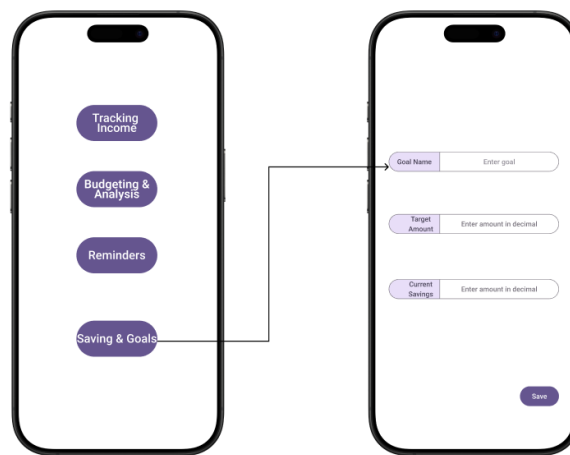 Tracking
Income
Budgeting &
Analysis
Reminders
Saving & Goals
Goal Name
Enter goal
Target
Amount
Enter amount in decimal
Current
Savings
Enter amount in decimal
Save